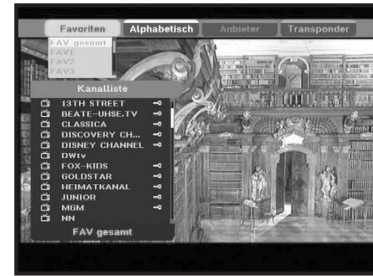 Favoriten Alphabetisch Anbieter Transponder
FAV gesamt
FAV1
FAV2
FAV3
Kanalliste
13TH STREET
BEATE-UHSE.TV
CLASSICA
DISCOVERY CH...
DISNEY CHANNEL
DWtv
FOX-KIDS
GOLDSTAR
HEIMATKANAL
JUNIOR
MGM
NN
FAV gesamt